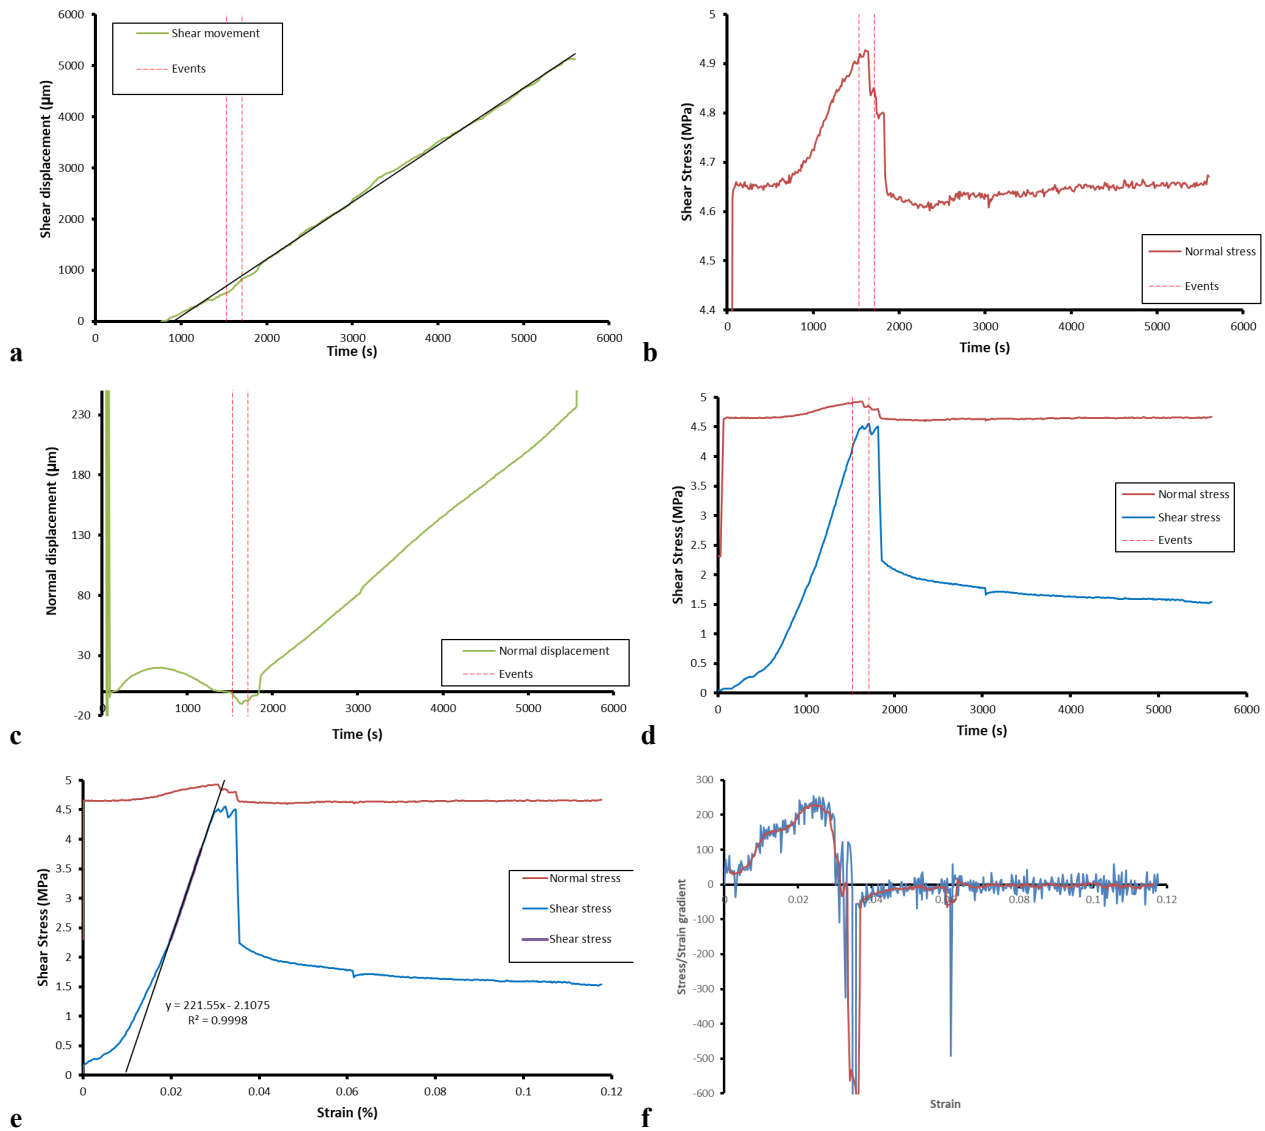 6000
5000
4000
3000
2000
1000
0
Shear displacement (µm)
Shear movement
Events
0 1000 2000 3000 4000 5000 6000
Time (s)
a
5
4.9
4.8
4.7
4.6
4.5
4.4
Shear Stress (MPa)
Normal stress
Events
0 1000 2000 3000 4000 5000 6000
Time (s)
b
230
180
130
80
30
-20
Normal displacement (µm)
Normal displacement
Events
0 1000 2000 3000 4000 5000 6000
Time (s)
c
5
4.5
4
3.5
3
2.5
2
1.5
1
0.5
0
Shear Stress (MPa)
Normal stress
Shear stress
Events
0 1000 2000 3000 4000 5000 6000
Time (s)
d
5
4.5
4
3.5
3
2.5
2
1.5
1
0.5
0
Shear Stress (MPa)
Normal stress
Shear stress
Shear stress
y = 221.55x - 2.1075
R² = 0.9998
0 0.02 0.04 0.06 0.08 0.1 0.12
Strain (%)
e
300
200
100
0
-100
-200
-300
-400
-500
-600
Stress/Strain gradient
0 0.02 0.04 0.06 0.08 0.1 0.12
Strain
f